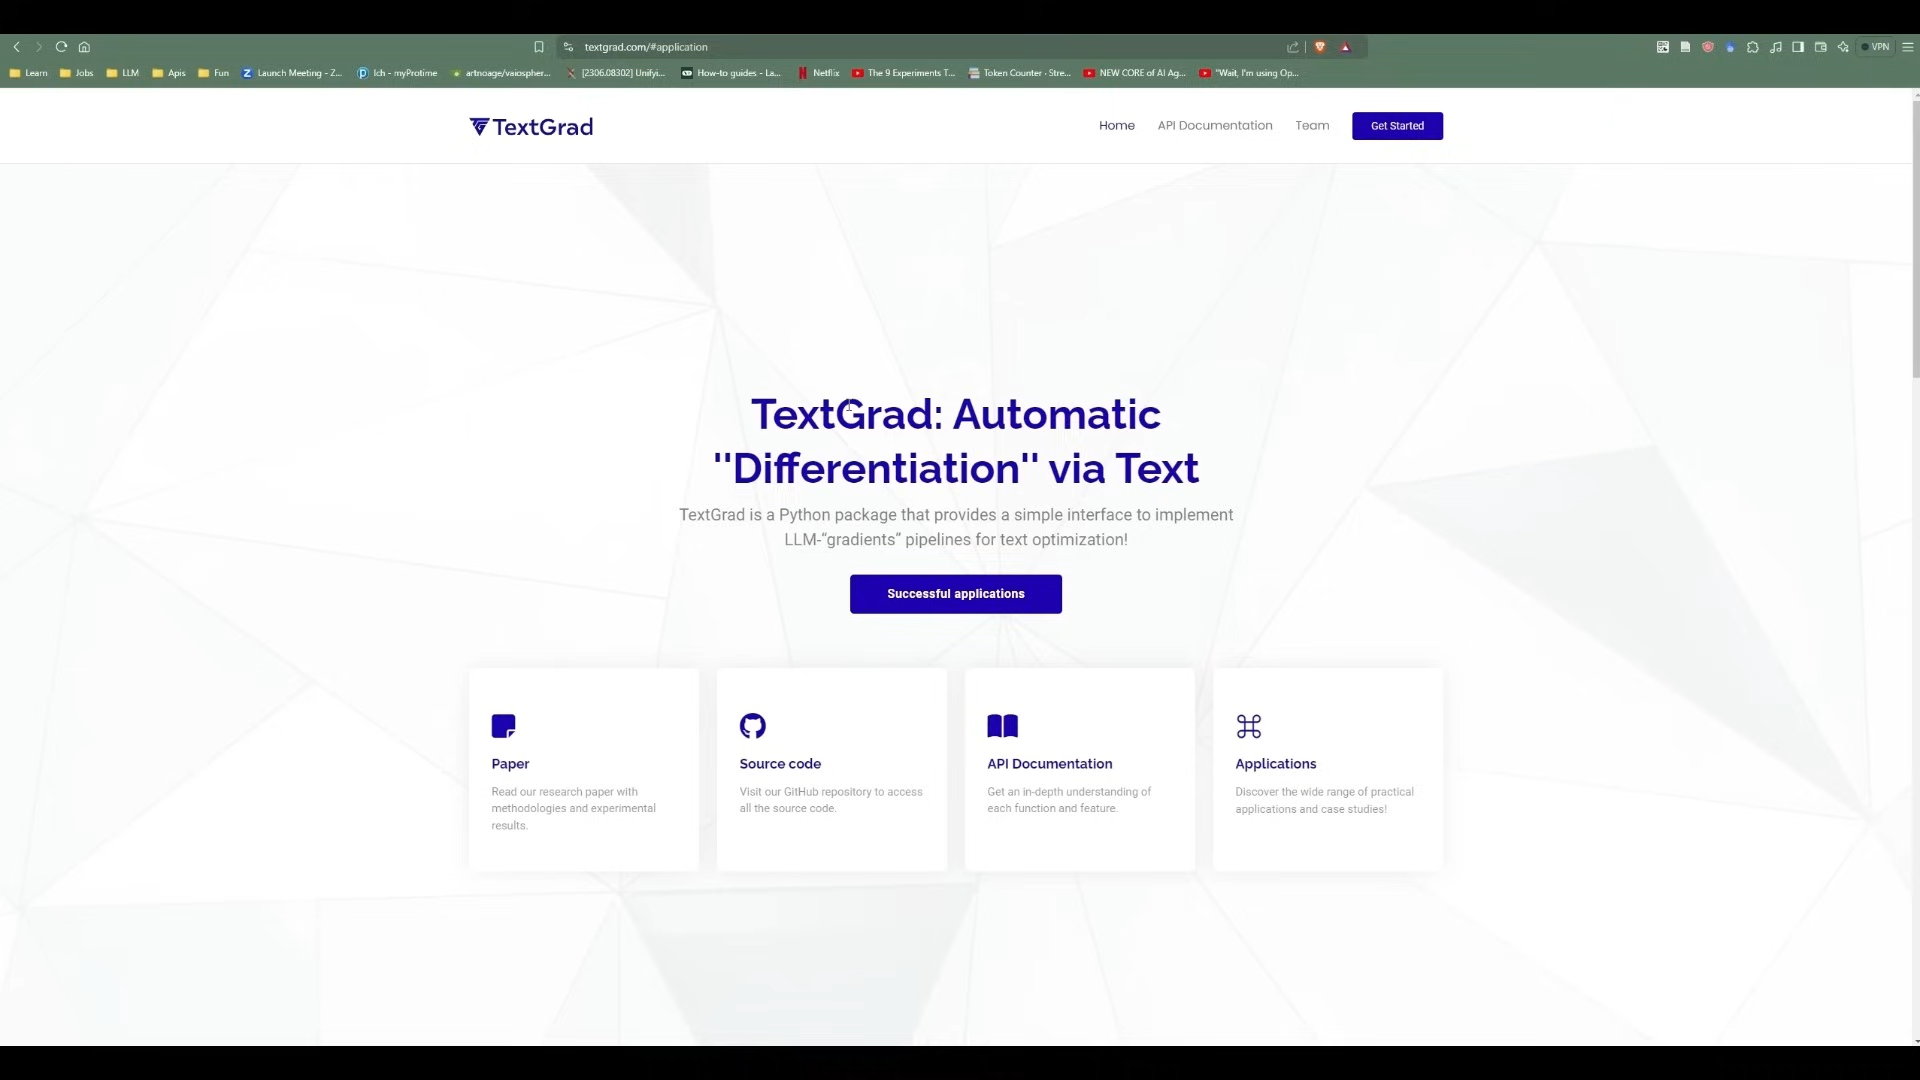 textgrad.com/#application
VPN
Learn
Jobs
LLM
Apis
Fun
Launch Meeting - Z...
Ich - myProtime
artnoage/vaiospher...
[2306.08302] Unifyi...
How-to guides - La...
Netflix
The 9 Experiments T...
Token Counter · Stre...
NEW CORE of AI Ag...
"Wait, I'm using Op...
TextGrad
Home
API Documentation
Team
Get Started
TextGrad: Automatic
''Differentiation'' via Text
TextGrad is a Python package that provides a simple interface to implement
LLM-“gradients” pipelines for text optimization!
Successful applications
Paper
Read our research paper with
methodologies and experimental
results.
Source code
Visit our GitHub repository to access
all the source code.
API Documentation
Get an in-depth understanding of
each function and feature.
Applications
Discover the wide range of practical
applications and case studies!